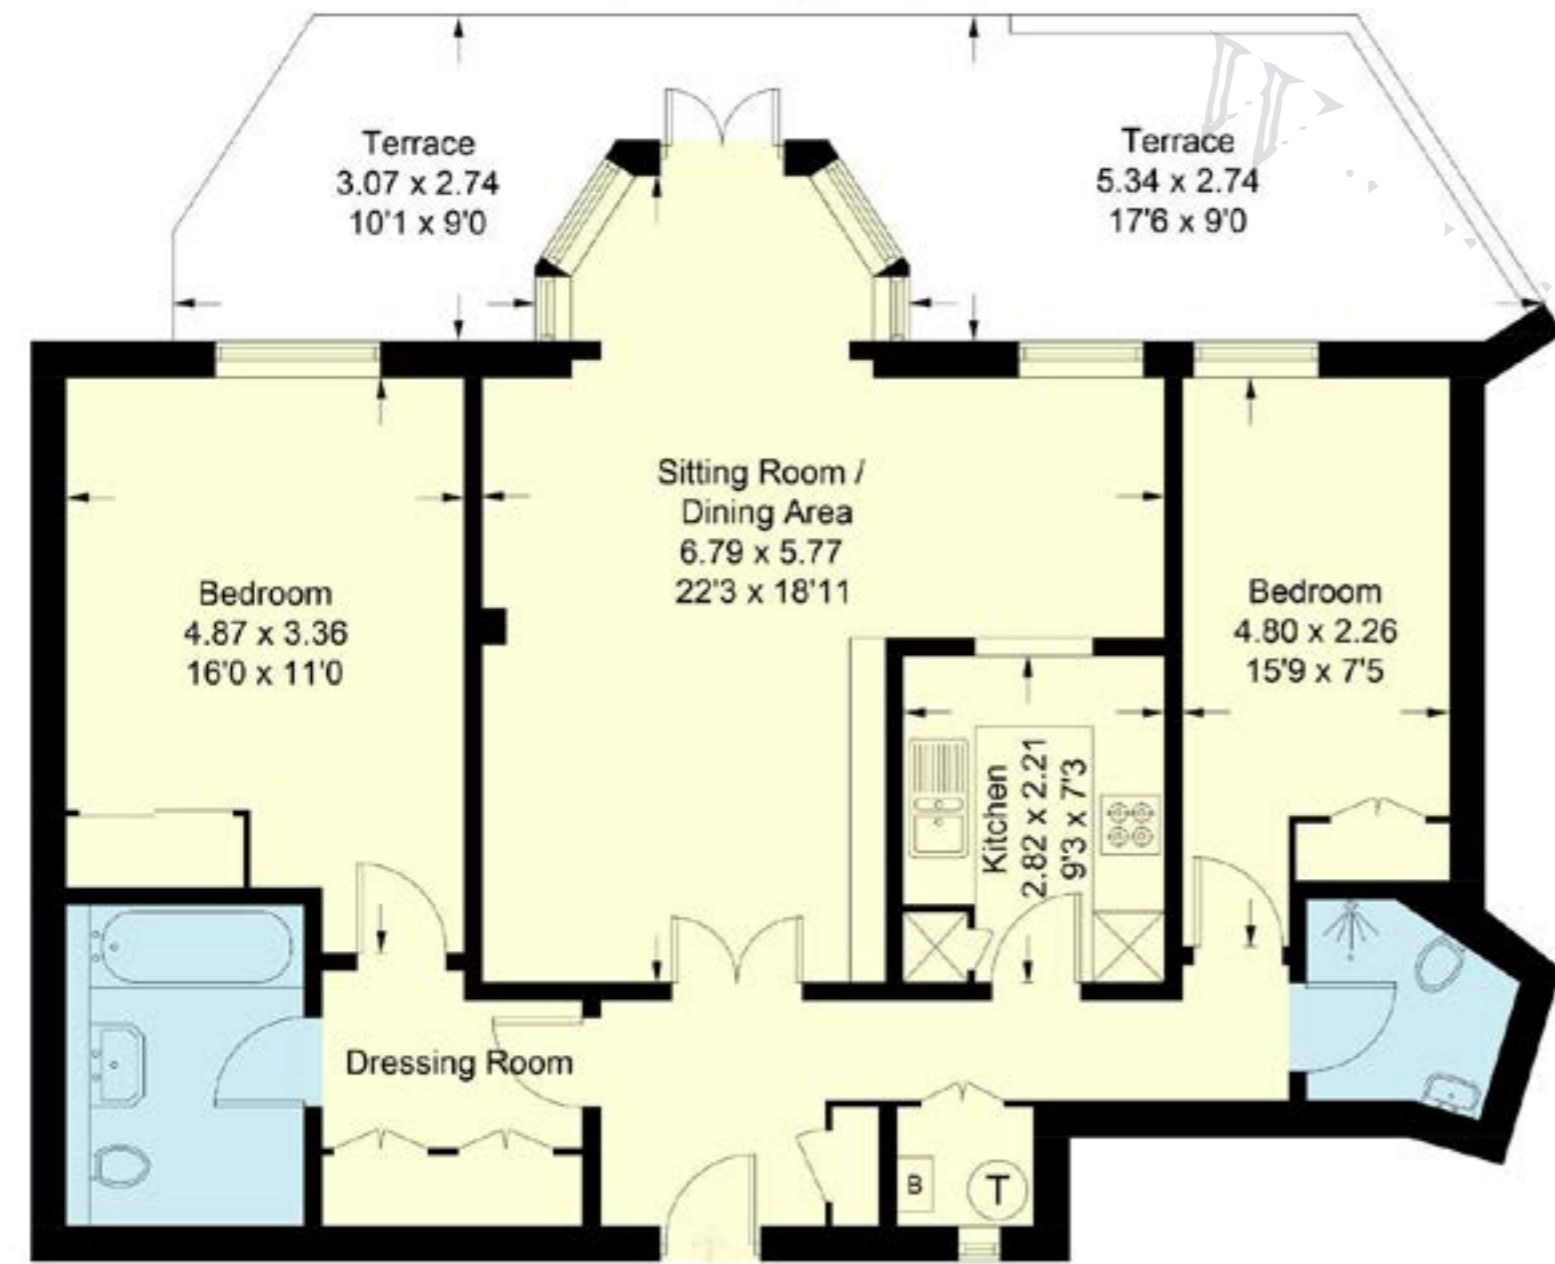 Terrace
3.07 x 2.74
10'1 x 9'0
Terrace
5.34 x 2.74
17'6 x 9'0
Sitting Room /
Dining Area
6.79 x 5.77
22'3 x 18'11
Bedroom
4.87 x 3.36
16'0 x 11'0
Bedroom
4.80 x 2.26
15'9 x 7'5
Kitchen
2.82 x 2.21
9'3 x 7'3
Dressing Room
B
T